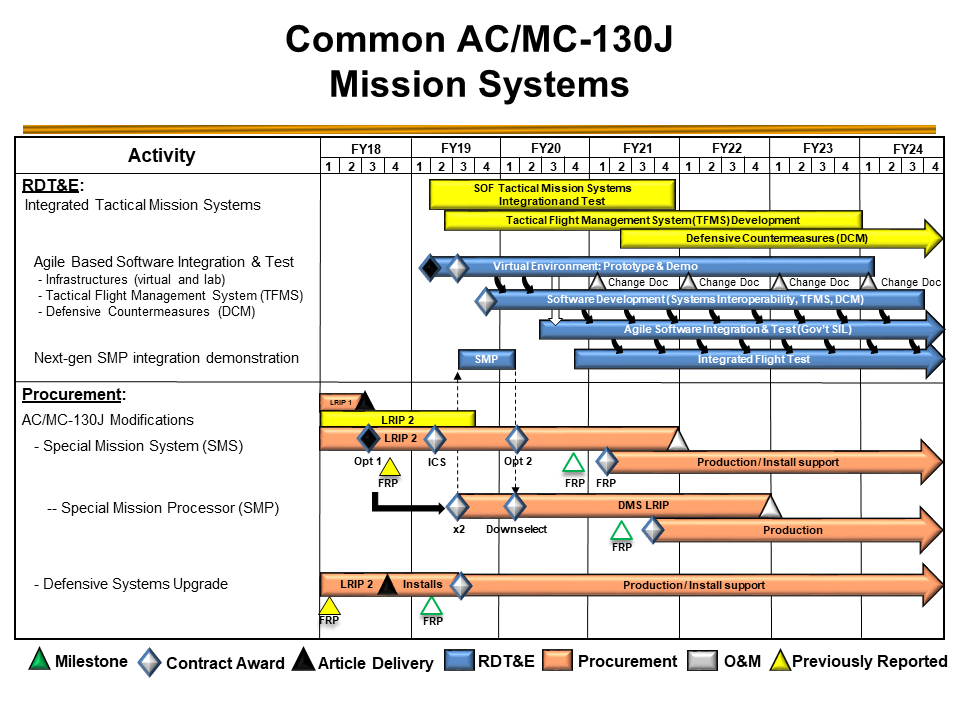 Common AC/MC-130J
Mission Systems
Activity
FY18 FY19 FY20 FY21 FY22 FY23 FY24
1 2 3 4 1 2 3 4 1 2 3 4 1 2 3 4 1 2 3 4 1 2 3 4 1 2 3 4
RDT&E:
Integrated Tactical Mission Systems
SOF Tactical Mission Systems
Integration and Test
Tactical Flight Management System (TFMS) Development
Defensive Countermeasures (DCM)
Agile Based Software Integration & Test
Virtual Environment: Prototype & Demo
- Infrastructures (virtual and lab)
Change Doc Change Doc Change Doc Change Doc
- Tactical Flight Management System (TFMS)
Software Development (Systems Interoperability, TFMS, DCM)
- Defensive Countermeasures (DCM)
Agile Software Integration & Test (Gov't SIL)
Next-gen SMP integration demonstration
SMP
Integrated Flight Test
Procurement:
LRIP 1
AC/MC-130J Modifications
LRIP 2
- Special Mission System (SMS)
LRIP 2
Opt 1 ICS Opt 2
Production / Install support
FRP FRP FRP
-- Special Mission Processor (SMP)
DMS LRIP
x2 Downselect
Production
FRP
- Defensive Systems Upgrade
LRIP 2 Installs
Production / Install support
FRP FRP
Milestone Contract Award Article Delivery RDT&E Procurement O&M Previously Reported